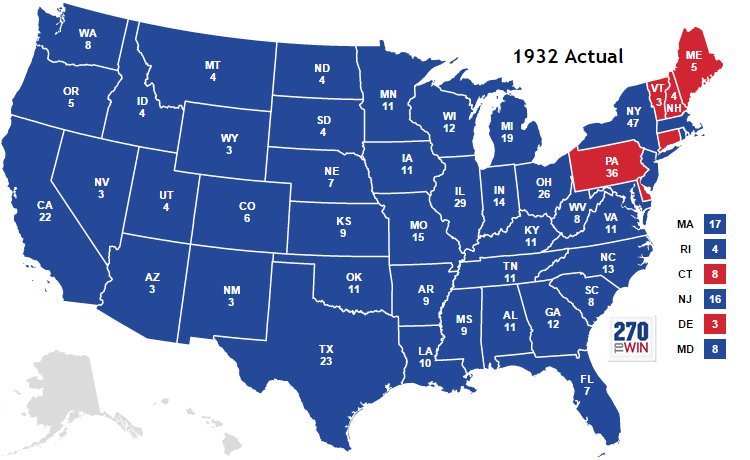 1932 Actual
WA
8
OR
5
CA
22
NV
3
ID
4
MT
4
WY
3
UT
4
AZ
3
CO
6
NM
3
ND
4
SD
4
NE
7
KS
9
OK
11
TX
23
MN
11
IA
11
MO
15
AR
9
LA
10
WI
12
IL
29
MI
19
IN
14
OH
26
KY
11
TN
11
MS
9
AL
11
GA
12
FL
7
SC
8
NC
13
VA
11
WV
8
PA
36
NY
47
VT
3
4
NH
ME
5
MA 17
RI 4
CT 8
NJ 16
DE 3
MD 8
270
TO WIN